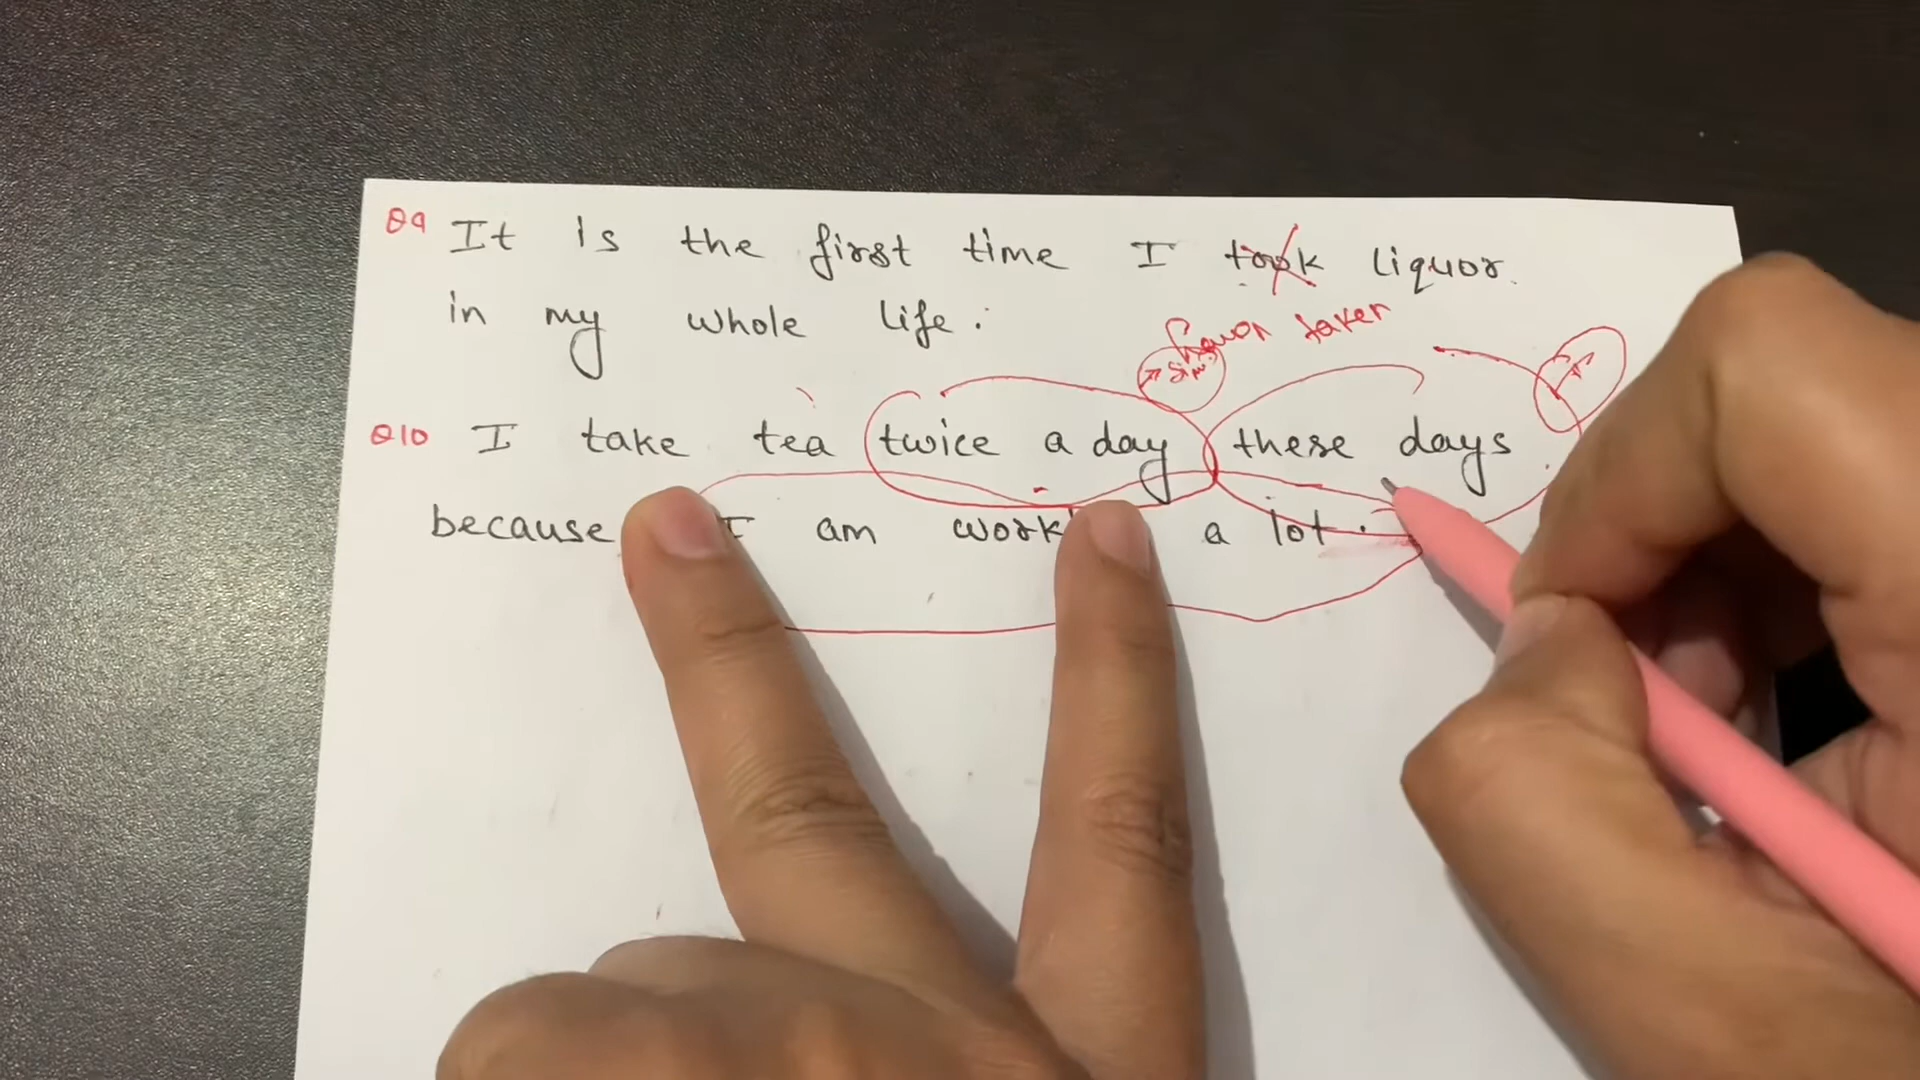 Q9 It is the first time I took liquor.
in my whole life.
taken
Q10 I take tea twice a day these days
because I am a lot.